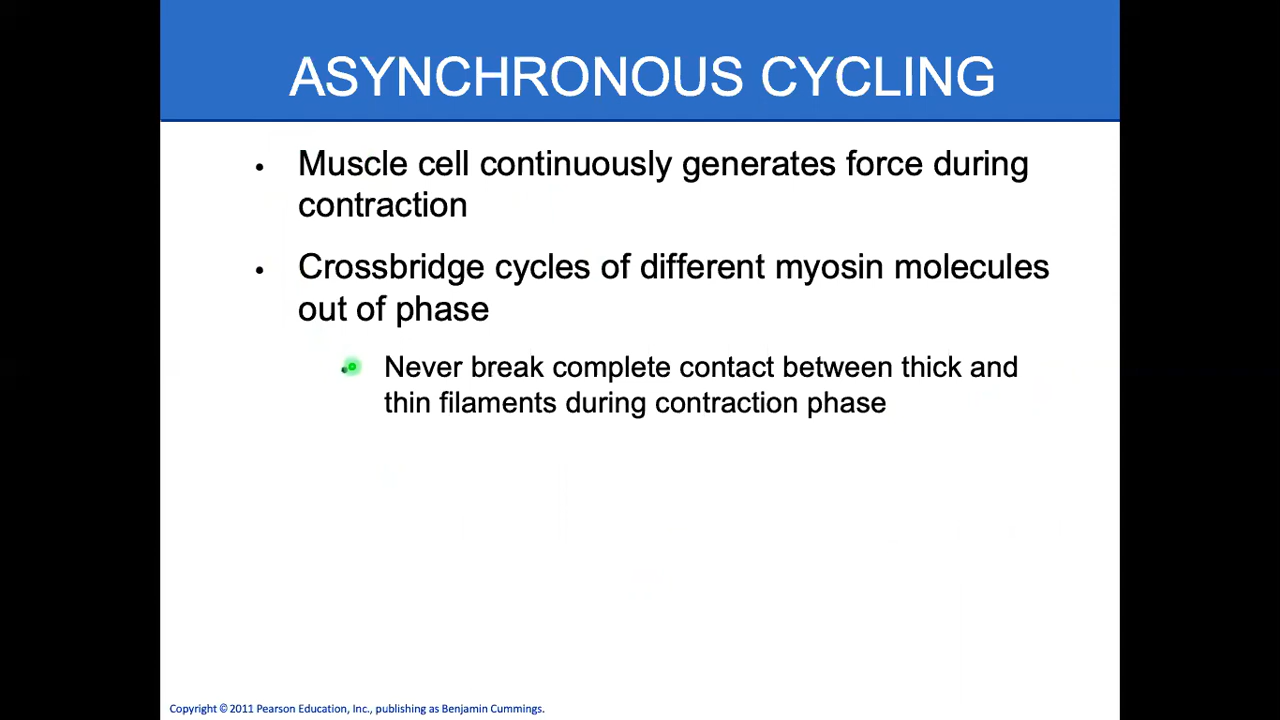 ASYNCHRONOUS CYCLING
• Muscle cell continuously generates force during
contraction
• Crossbridge cycles of different myosin molecules
out of phase
• Never break complete contact between thick and
thin filaments during contraction phase
Copyright © 2011 Pearson Education, Inc., publishing as Benjamin Cummings.